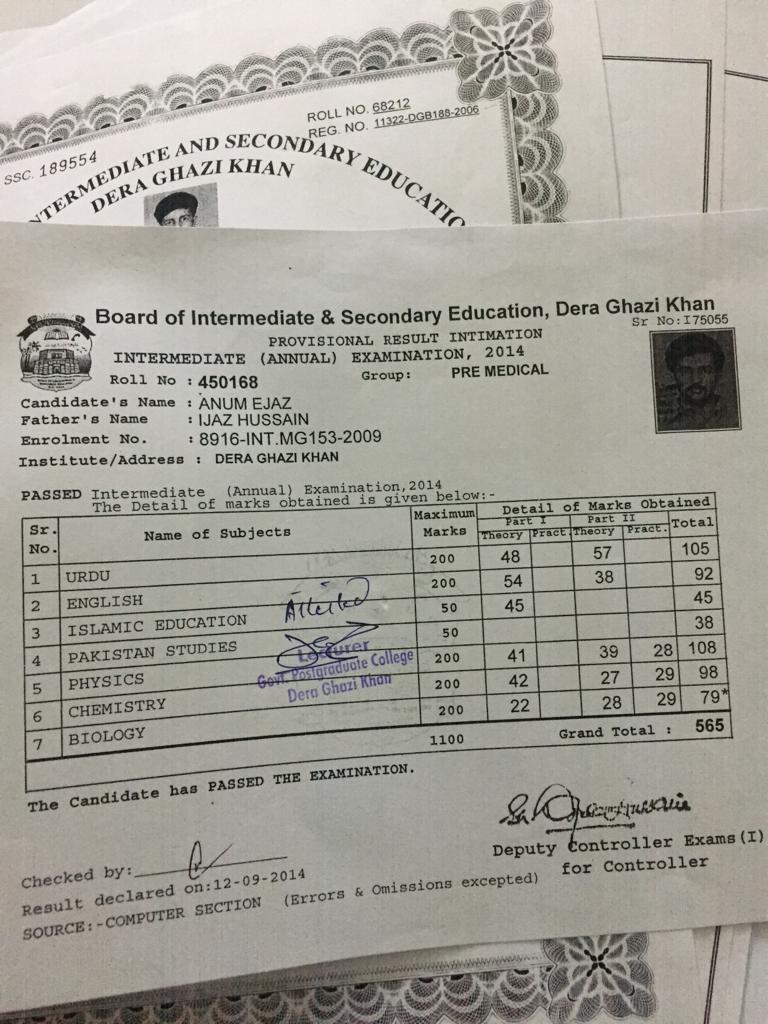 ROLL NO. 68212
REG. NO. 11322-DGB188-2006
SSC. 189554
INTERMEDIATE AND SECONDARY EDUCATIO
DERA GHAZI KHAN
Board of Intermediate & Secondary Education, Dera Ghazi Khan
Sr No:I75055
PROVISIONAL RESULT INTIMATION
INTERMEDIATE (ANNUAL) EXAMINATION, 2014
Roll No : 450168 Group: PRE MEDICAL
Candidate's Name : ANUM EJAZ
Father's Name : IJAZ HUSSAIN
Enrolment No. : 8916-INT.MG153-2009
Institute/Address : DERA GHAZI KHAN
PASSED Intermediate (Annual) Examination,2014
The Detail of marks obtained is given below:-
Sr. No. Name of Subjects Maximum Marks Detail of Marks Obtained
Part I Part II Total
Theory Pract. Theory Pract.
1 URDU 200 48 57 105
2 ENGLISH 200 54 38 92
3 ISLAMIC EDUCATION 50 45 45
4 PAKISTAN STUDIES 50 38
5 PHYSICS 200 41 39 28 108
6 CHEMISTRY 200 42 27 29 98
7 BIOLOGY 200 22 28 29 79*
1100 Grand Total : 565
Attested
Lecturer
Govt. Postgraduate College
Dera Ghazi Khan
The Candidate has PASSED THE EXAMINATION.
Checked by:
Deputy Controller Exams(I)
for Controller
Result declared on:12-09-2014
SOURCE:-COMPUTER SECTION (Errors & Omissions excepted)